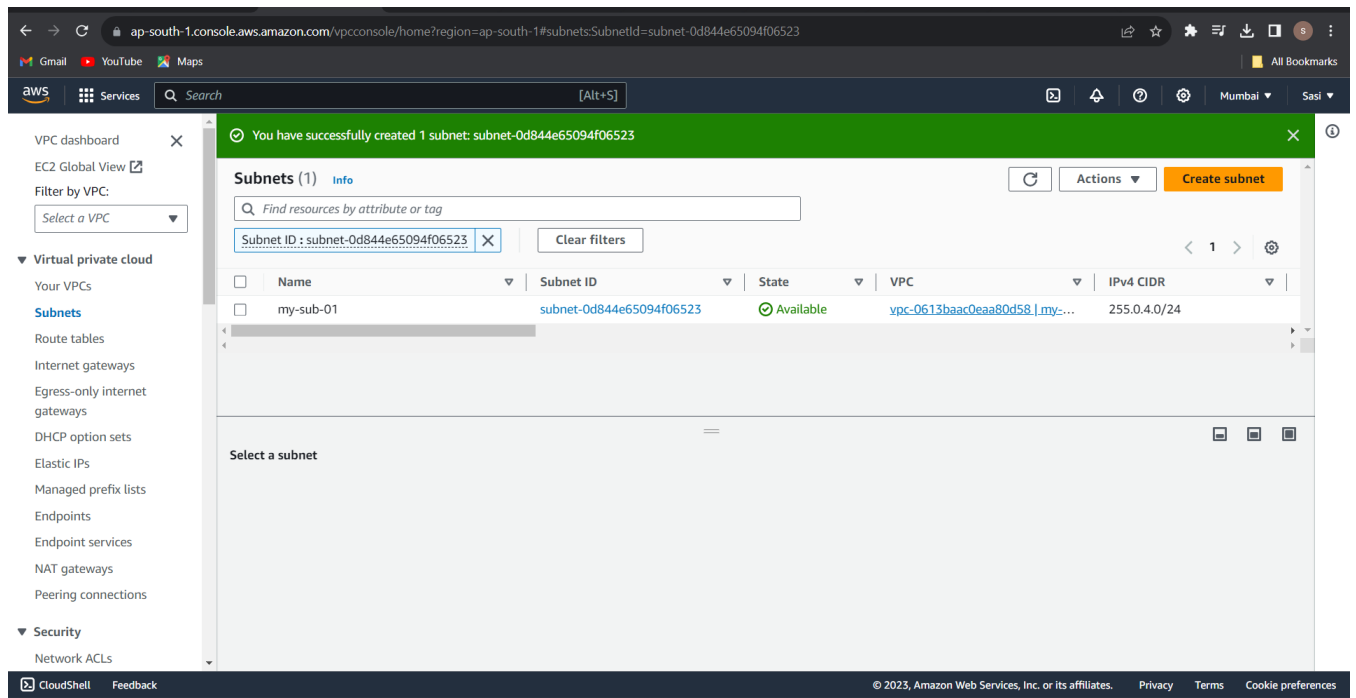 ap-south-1.console.aws.amazon.com/vpcconsole/home?region=ap-south-1#subnets:SubnetId=subnet-0d844e65094f06523
S
Gmail YouTube Maps All Bookmarks
aws Services Search [Alt+S] Mumbai ▼ Sasi ▼
VPC dashboard
EC2 Global View
Filter by VPC:
Select a VPC
Virtual private cloud
Your VPCs
Subnets
Route tables
Internet gateways
Egress-only internet
gateways
DHCP option sets
Elastic IPs
Managed prefix lists
Endpoints
Endpoint services
NAT gateways
Peering connections
Security
Network ACLs
You have successfully created 1 subnet: subnet-0d844e65094f06523
Subnets (1) Info Actions ▼ Create subnet
Find resources by attribute or tag
Subnet ID : subnet-0d844e65094f06523 Clear filters
1
Name Subnet ID State VPC IPv4 CIDR
my-sub-01 subnet-0d844e65094f06523 Available vpc-0613baac0eaa80d58 | my-... 255.0.4.0/24
Select a subnet
CloudShell Feedback © 2023, Amazon Web Services, Inc. or its affiliates. Privacy Terms Cookie preferences